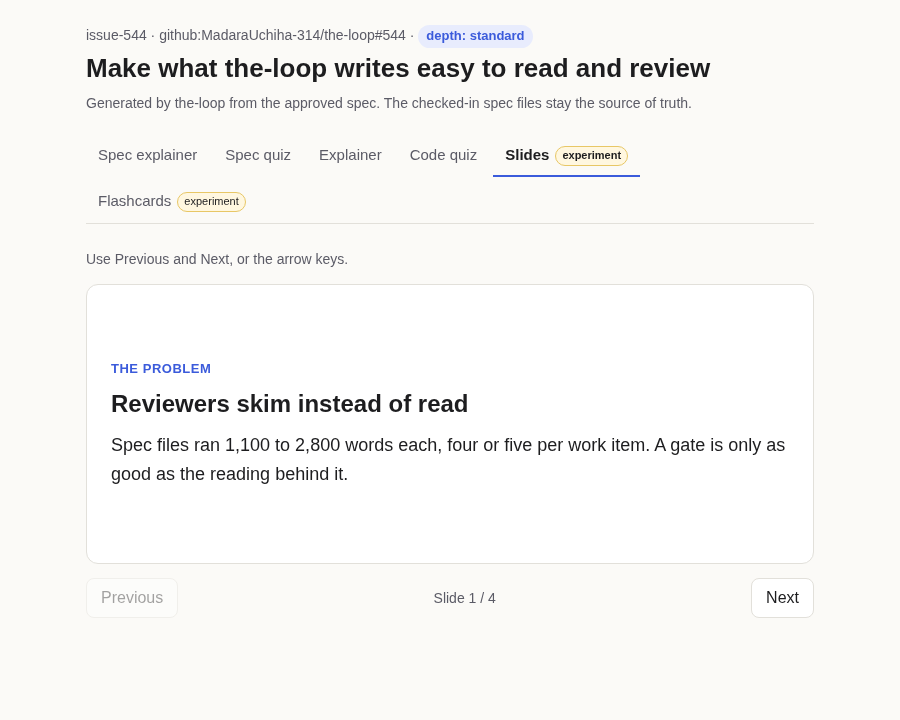 issue-544 · github:MadaraUchiha-314/the-loop#544 · depth: standard
Make what the-loop writes easy to read and review
Generated by the-loop from the approved spec. The checked-in spec files stay the source of truth.
Spec explainer Spec quiz Explainer Code quiz Slides experiment
Flashcards experiment
Use Previous and Next, or the arrow keys.
THE PROBLEM
Reviewers skim instead of read
Spec files ran 1,100 to 2,800 words each, four or five per work item. A gate is only as
good as the reading behind it.
Previous Slide 1 / 4 Next